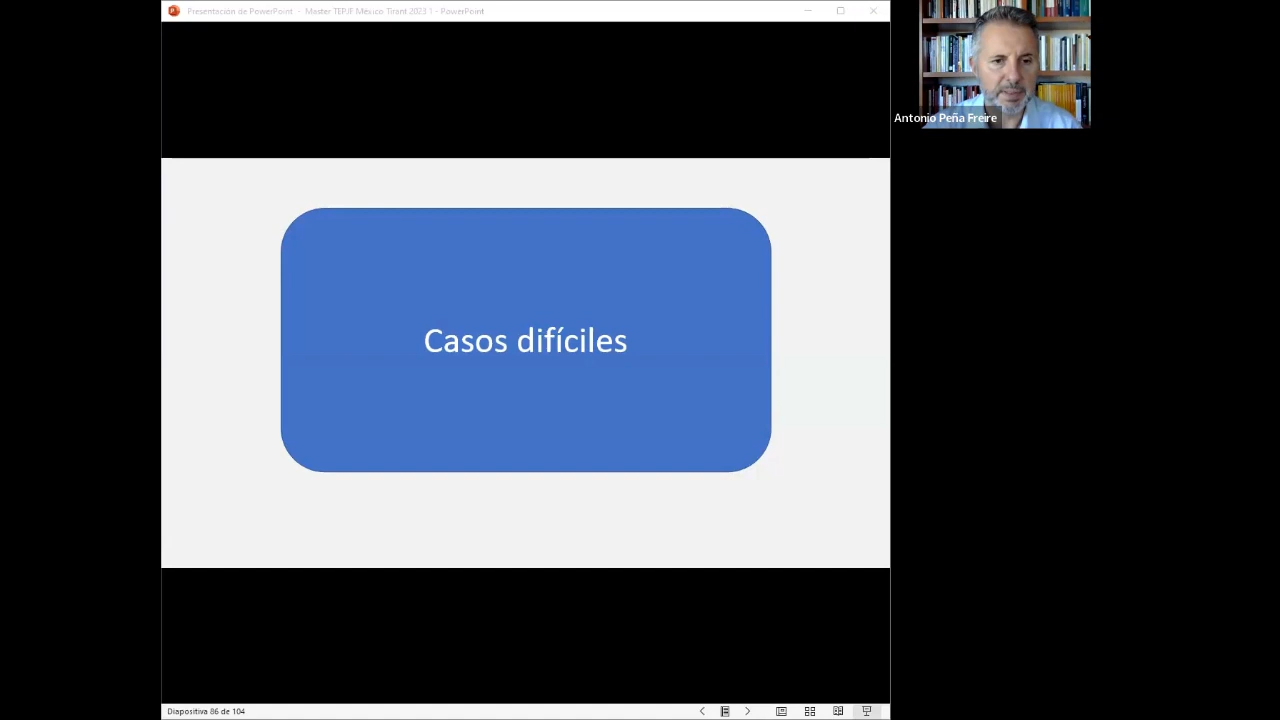 Presentación de PowerPoint - Master TEPJF México Tirant 2023 1 - PowerPoint
Antonio Peña Freire
Casos difíciles
Diapositiva 86 de 104